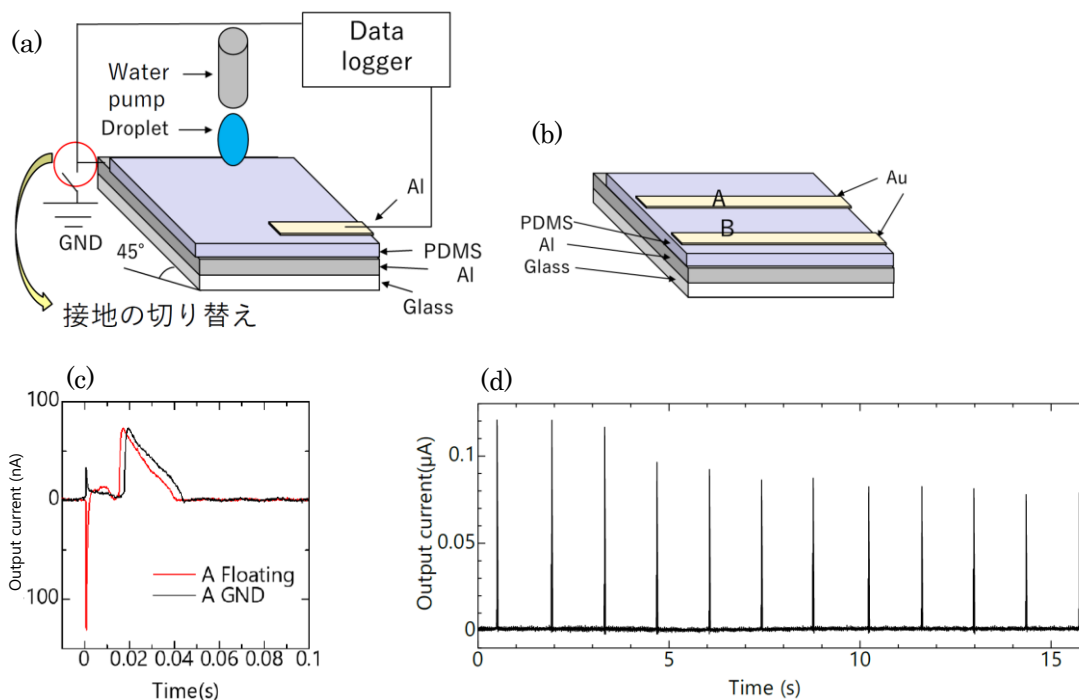 (a)
Data
logger
Water
pump
Droplet
Al
GND
45°
PDMS
Al
Glass
接地の切り替え
(b)
A
B
Au
PDMS
Al
Glass
(c)
100
0
-100
Output current (nA)
A Floating
A GND
0 0.02 0.04 0.06 0.08 0.1
Time(s)
(d)
0.1
0.05
0
Output current(μA)
0 5 10 15
Time (s)